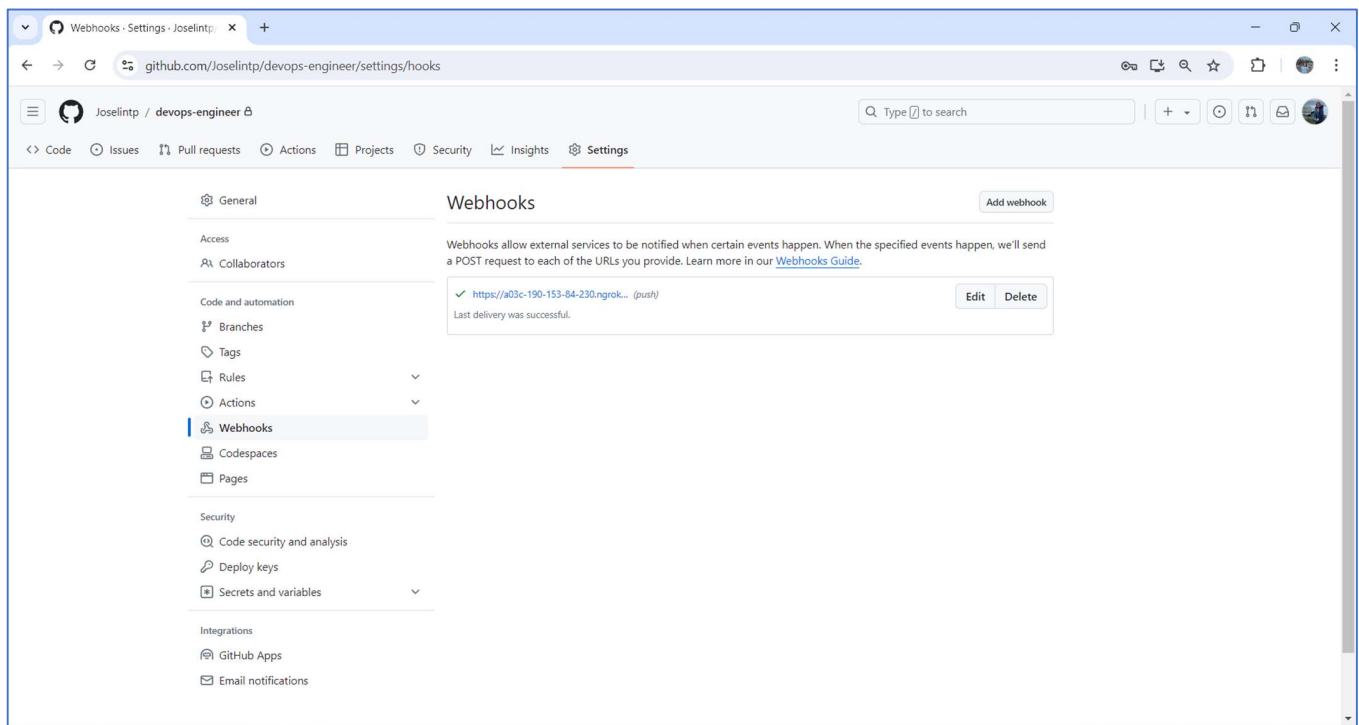 Webhooks · Settings · Joselintp/
github.com/Joselintp/devops-engineer/settings/hooks
Joselintp / devops-engineer
Type / to search
Code Issues Pull requests Actions Projects Security Insights Settings
General
Access
Collaborators
Code and automation
Branches
Tags
Rules
Actions
Webhooks
Codespaces
Pages
Security
Code security and analysis
Deploy keys
Secrets and variables
Integrations
GitHub Apps
Email notifications
Webhooks
Add webhook
Webhooks allow external services to be notified when certain events happen. When the specified events happen, we'll send
a POST request to each of the URLs you provide. Learn more in our Webhooks Guide.
https://a03c-190-153-84-230.ngrok... (push)
Edit Delete
Last delivery was successful.